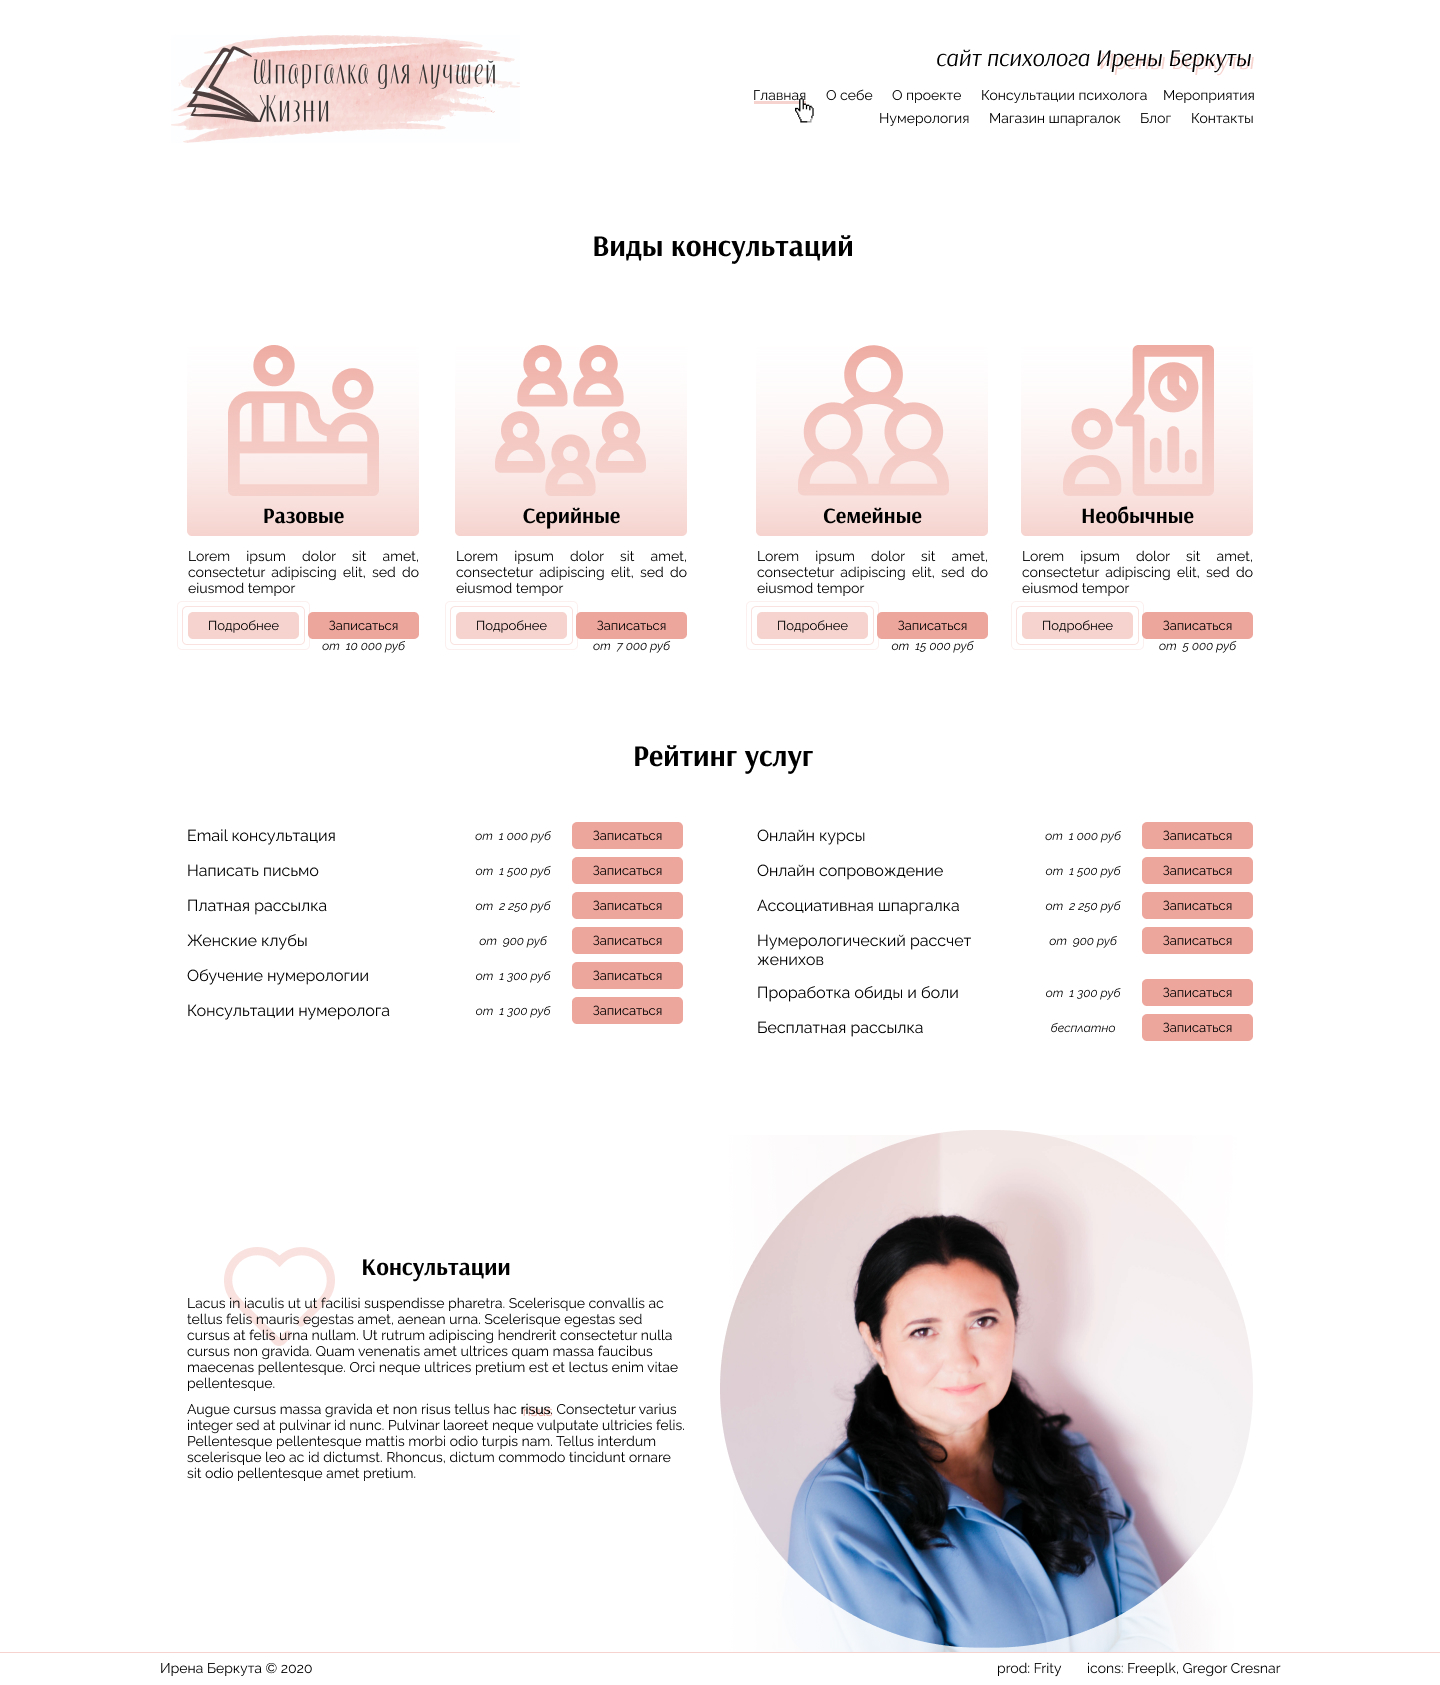 Шпаргалка для лучшей
Жизни
сайт психолога Ирены Беркуты
Главная О себе О проекте Консультации психолога Мероприятия
Нумерология Магазин шпаргалок Блог Контакты
Виды консультаций
Разовые
Lorem ipsum dolor sit amet,
consectetur adipiscing elit, sed do
eiusmod tempor
Подробнее Записаться
от 10 000 руб
Серийные
Lorem ipsum dolor sit amet,
consectetur adipiscing elit, sed do
eiusmod tempor
Подробнее Записаться
от 7 000 руб
Семейные
Lorem ipsum dolor sit amet,
consectetur adipiscing elit, sed do
eiusmod tempor
Подробнее Записаться
от 15 000 руб
Необычные
Lorem ipsum dolor sit amet,
consectetur adipiscing elit, sed do
eiusmod tempor
Подробнее Записаться
от 5 000 руб
Рейтинг услуг
Email консультация от 1 000 руб Записаться
Написать письмо от 1 500 руб Записаться
Платная рассылка от 2 250 руб Записаться
Женские клубы от 900 руб Записаться
Обучение нумерологии от 1 300 руб Записаться
Консультации нумеролога от 1 300 руб Записаться
Онлайн курсы от 1 000 руб Записаться
Онлайн сопровождение от 1 500 руб Записаться
Ассоциативная шпаргалка от 2 250 руб Записаться
Нумерологический рассчет от 900 руб Записаться
женихов
Проработка обиды и боли от 1 300 руб Записаться
Бесплатная рассылка бесплатно Записаться
Консультации
Lacus in iaculis ut ut facilisi suspendisse pharetra. Scelerisque convallis ac
tellus felis mauris egestas amet, aenean urna. Scelerisque egestas sed
cursus at felis urna nullam. Ut rutrum adipiscing hendrerit consectetur nulla
cursus non gravida. Quam venenatis amet ultrices quam massa faucibus
maecenas pellentesque. Orci neque ultrices pretium est et lectus enim vitae
pellentesque.
Augue cursus massa gravida et non risus tellus hac risus. Consectetur varius
integer sed at pulvinar id nunc. Pulvinar laoreet neque vulputate ultricies felis.
Pellentesque pellentesque mattis morbi odio turpis nam. Tellus interdum
scelerisque leo ac id dictumst. Rhoncus, dictum commodo tincidunt ornare
sit odio pellentesque amet pretium.
Ирена Беркута © 2020 prod: Frity icons: Freeplk, Gregor Cresnar